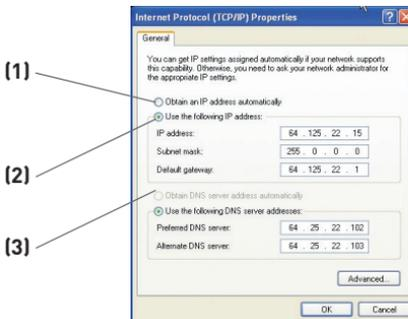 Internet Protocol (TCP/IP) Properties
General
You can get IP settings assigned automatically if your network supports
this capability. Otherwise, you need to ask your network administrator for
the appropriate IP settings.
(1)
Obtain an IP address automatically
Use the following IP address:
(2)
IP address: 64 . 125 . 22 . 15
Subnet mask: 255 . 0 . 0 . 0
Default gateway: 64 . 125 . 22 . 1
Obtain DNS server address automatically
Use the following DNS server addresses:
(3)
Preferred DNS server: 64 . 25 . 22 . 102
Alternate DNS server: 64 . 25 . 22 . 103
Advanced...
OK Cancel